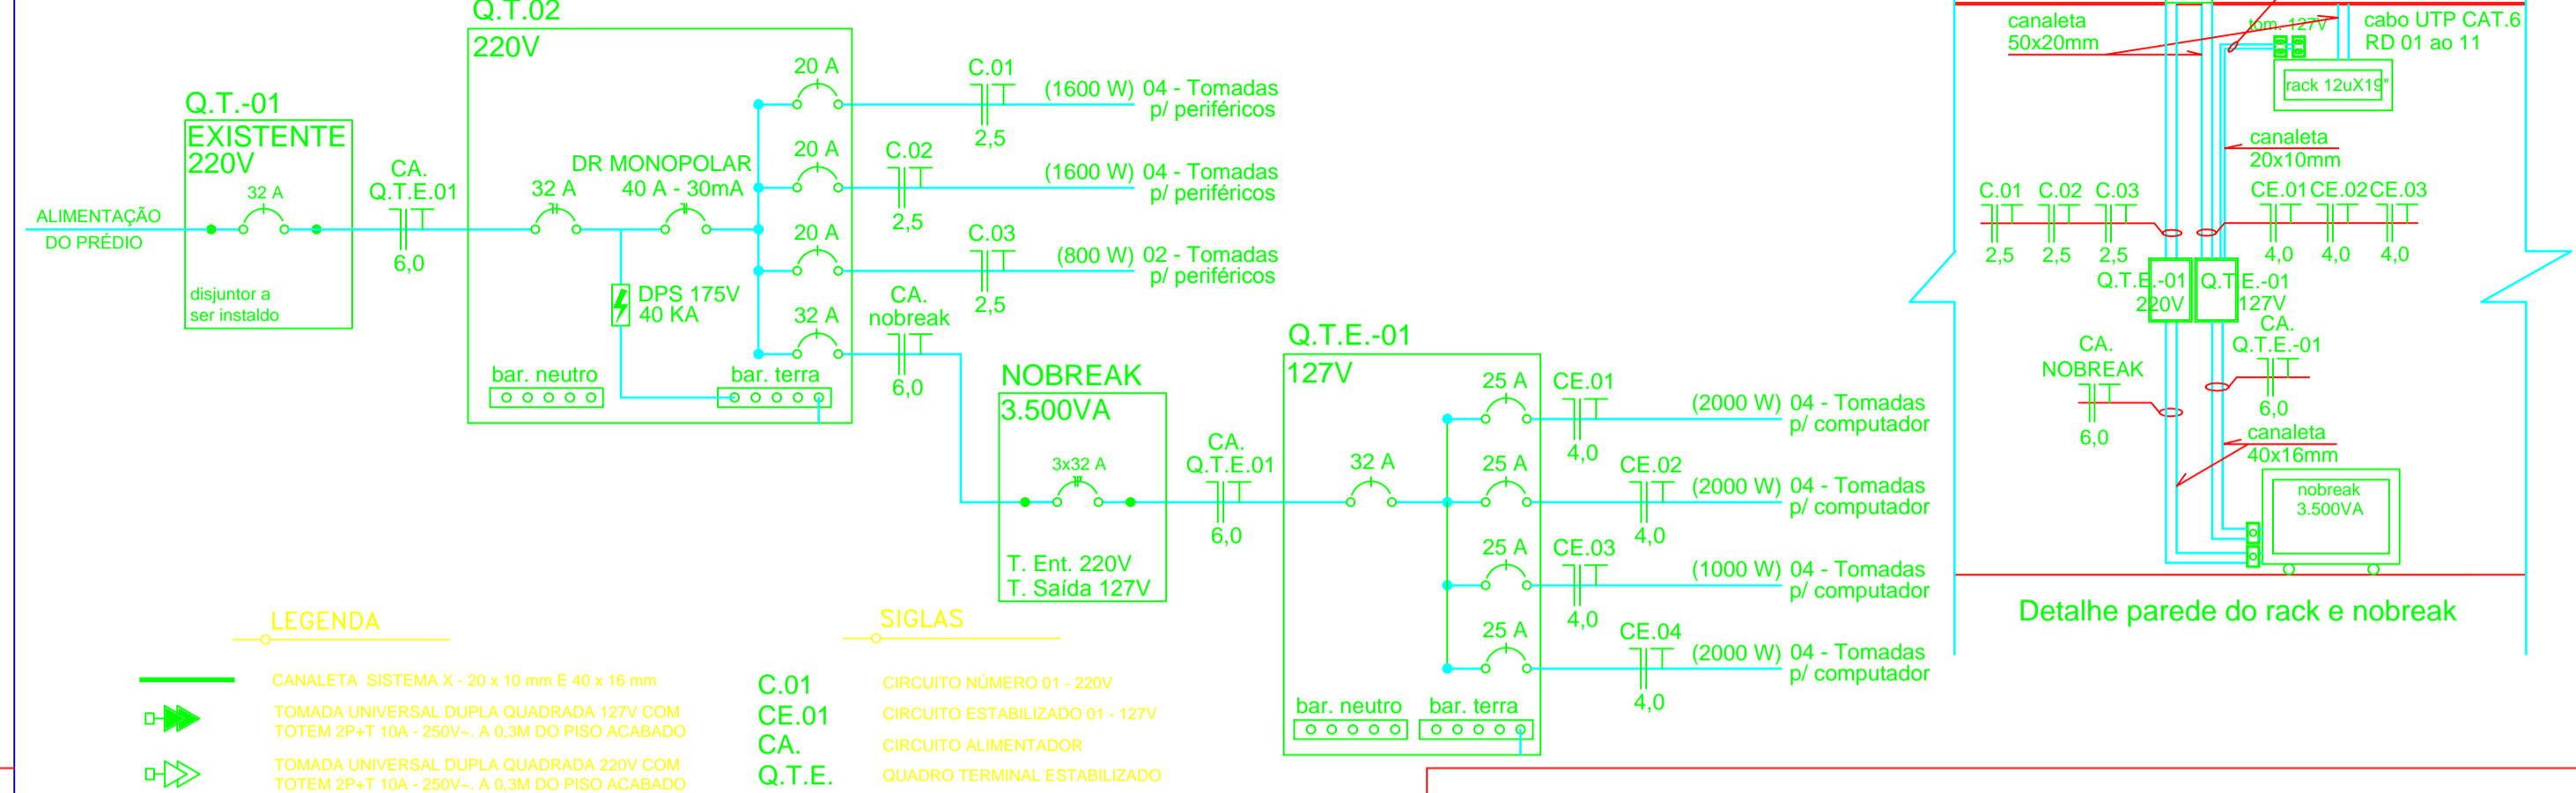 Q.T.02
220V
20 A
C.01
(1600 W) 04 - Tomadas
p/ periféricos
2,5
Q.T.-01
EXISTENTE
220V
32 A
disjuntor a
ser instaldo
ALIMENTAÇÃO
DO PRÉDIO
CA.
Q.T.E.01
6,0
32 A
DR MONOPOLAR
40 A - 30mA
20 A
C.02
(1600 W) 04 - Tomadas
p/ periféricos
2,5
20 A
C.03
(800 W) 02 - Tomadas
p/ periféricos
2,5
DPS 175V
40 KA
32 A
CA.
nobreak
6,0
bar. neutro
bar. terra
NOBREAK
3.500VA
3x32 A
T. Ent. 220V
T. Saída 127V
CA.
Q.T.E.01
6,0
Q.T.E.-01
127V
32 A
25 A
CE.01
(2000 W) 04 - Tomadas
p/ computador
4,0
25 A
CE.02
(2000 W) 04 - Tomadas
p/ computador
4,0
25 A
CE.03
(1000 W) 04 - Tomadas
p/ computador
4,0
25 A
CE.04
(2000 W) 04 - Tomadas
p/ computador
4,0
bar. neutro
bar. terra
canaleta
50x20mm
tom. 127V
cabo UTP CAT.6
RD 01 ao 11
rack 12uX19"
canaleta
20x10mm
C.01 C.02 C.03
2,5 2,5 2,5
CE.01 CE.02 CE.03
4,0 4,0 4,0
Q.T.E.-01
220V
Q.T.E.-01
127V
CA.
NOBREAK
6,0
CA.
Q.T.E.-01
6,0
canaleta
40x16mm
nobreak
3.500VA
Detalhe parede do rack e nobreak
LEGENDA
CANALETA SISTEMA X - 20 x 10 mm E 40 x 16 mm
TOMADA UNIVERSAL DUPLA QUADRADA 127V COM
TOTEM 2P+T 10A - 250V~. A 0,3M DO PISO ACABADO
TOMADA UNIVERSAL DUPLA QUADRADA 220V COM
TOTEM 2P+T 10A - 250V~. A 0,3M DO PISO ACABADO
SIGLAS
C.01 CIRCUITO NÚMERO 01 - 220V
CE.01 CIRCUITO ESTABILIZADO 01 - 127V
CA. CIRCUITO ALIMENTADOR
Q.T.E. QUADRO TERMINAL ESTABILIZADO